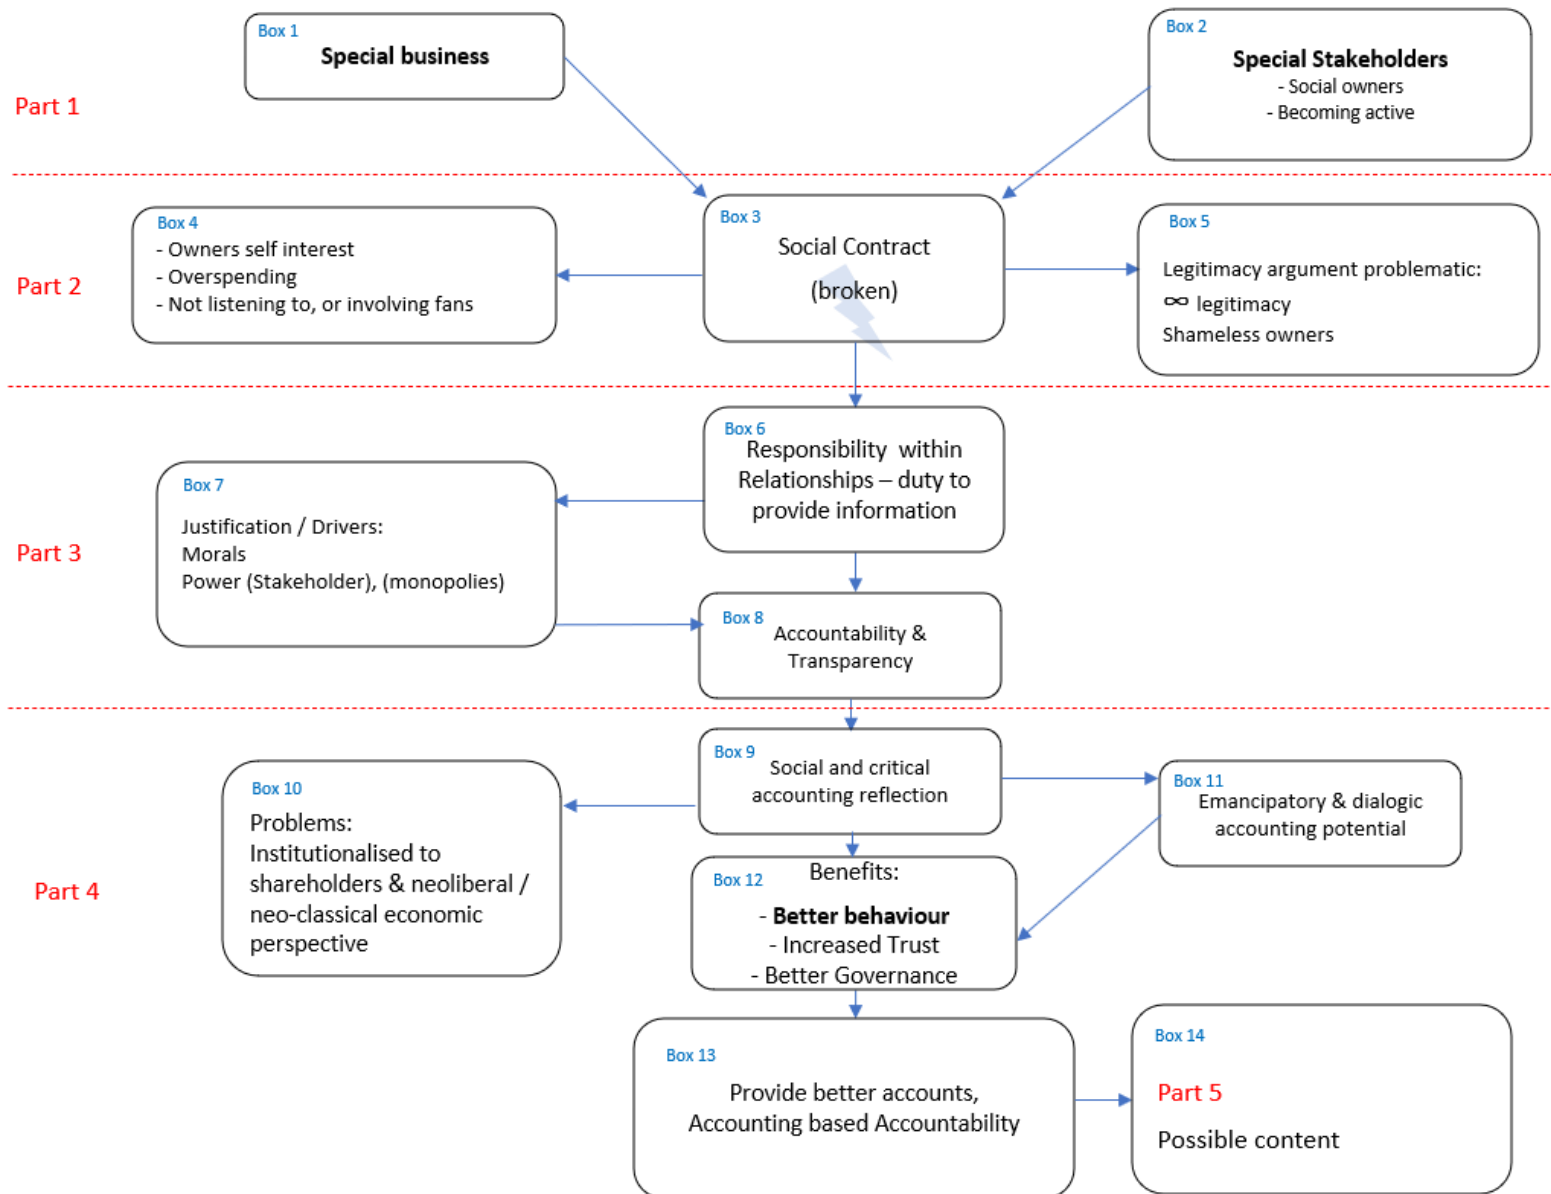 Box 1
Special business
Box 2
Special Stakeholders
- Social owners
- Becoming active
Part 1
Box 4
- Owners self interest
- Overspending
- Not listening to, or involving fans
Box 3
Social Contract
(broken)
Box 5
Legitimacy argument problematic:
∞ legitimacy
Shameless owners
Part 2
Box 6
Responsibility within
Relationships – duty to
provide information
Box 7
Justification / Drivers:
Morals
Power (Stakeholder), (monopolies)
Part 3
Box 8
Accountability &
Transparency
Box 9
Social and critical
accounting reflection
Box 10
Problems:
Institutionalised to
shareholders & neoliberal /
neo-classical economic
perspective
Box 11
Emancipatory & dialogic
accounting potential
Part 4
Box 12
Benefits:
- Better behaviour
- Increased Trust
- Better Governance
Box 13
Provide better accounts,
Accounting based Accountability
Box 14
Part 5
Possible content